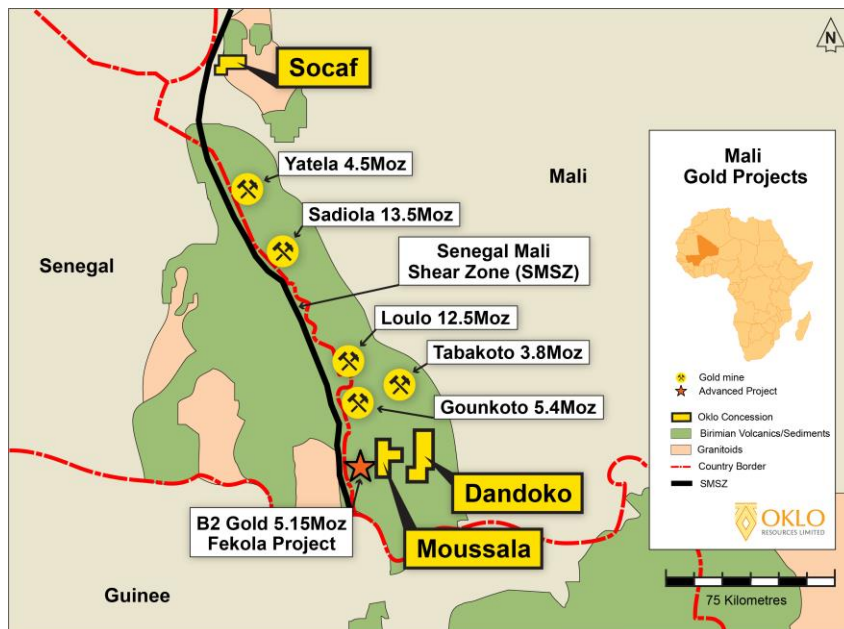 Socaf
N
Yatela 4.5Moz
Mali
Sadiola 13.5Moz
Senegal
Senegal Mali
Shear Zone (SMSZ)
Loulo 12.5Moz
Tabakoto 3.8Moz
Gounkoto 5.4Moz
Dandoko
B2 Gold 5.15Moz
Fekola Project
Moussala
Guinee
Mali
Gold Projects
Gold mine
Advanced Project
Oklo Concession
Birimian Volcanics/Sediments
Granitoids
Country Border
SMSZ
OKLO
RESOURCES LIMITED
75 Kilometres